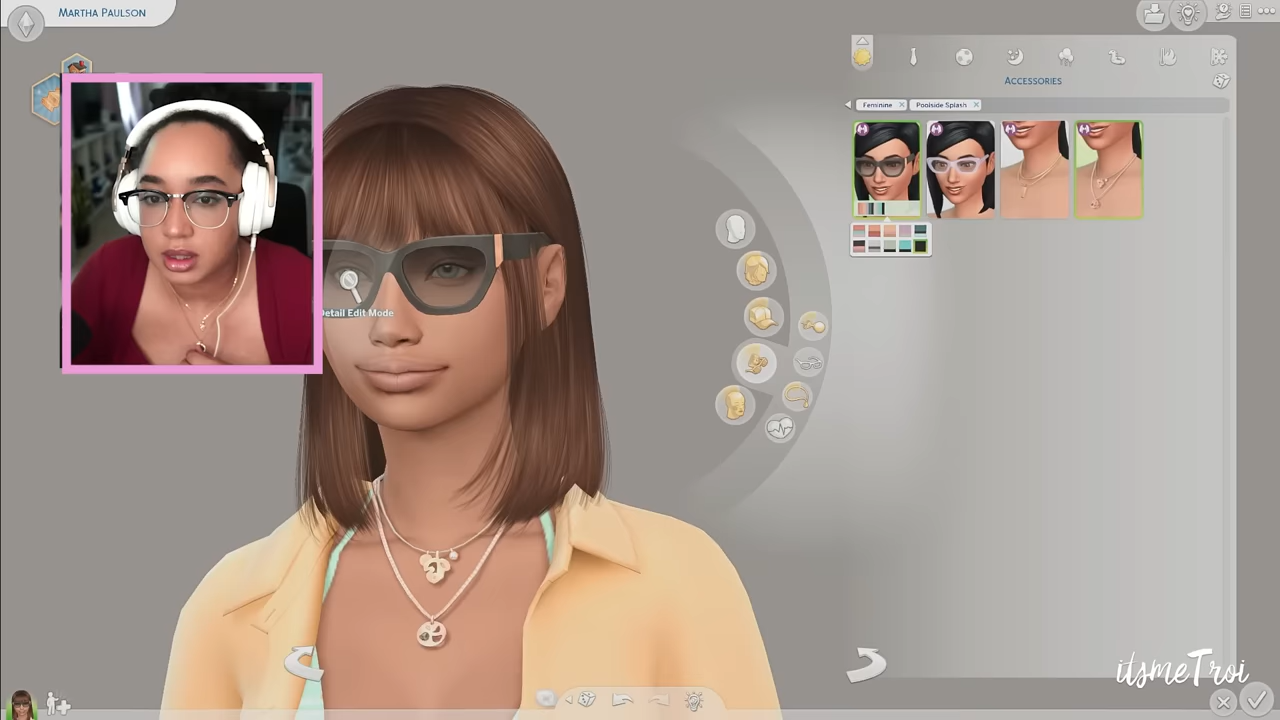 Martha Paulson
Accessories
Feminine
Poolside Splash
Detail Edit Mode
itsmeTroi